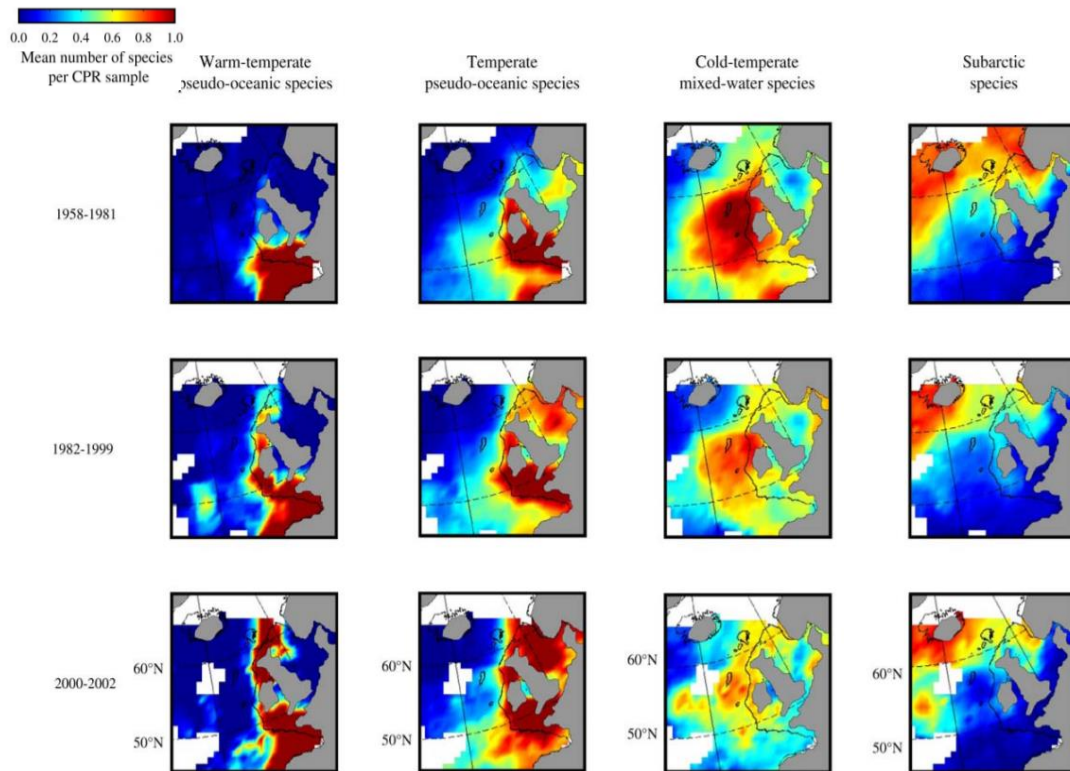 0.0 0.2 0.4 0.6 0.8 1.0
Mean number of species
per CPR sample
Warm-temperate
pseudo-oceanic species
Temperate
pseudo-oceanic species
Cold-temperate
mixed-water species
Subarctic
species
1958-1981
1982-1999
2000-2002
60°N
50°N
60°N
50°N
60°N
50°N
60°N
50°N